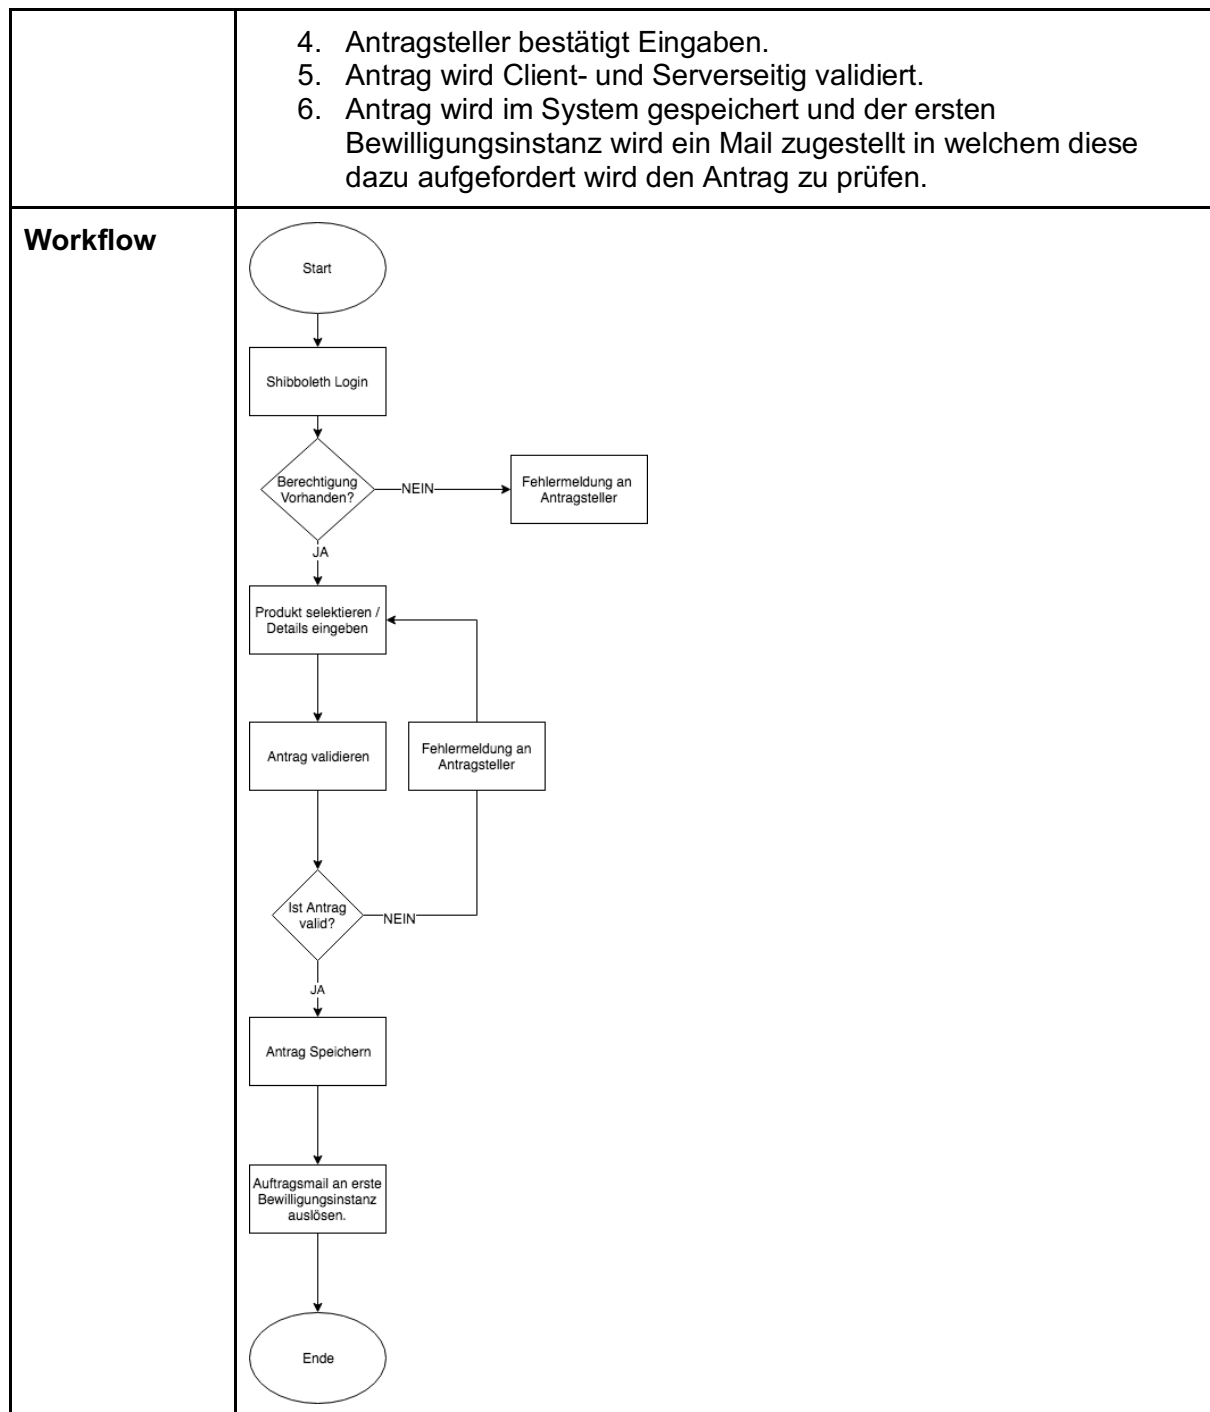 4. Antragsteller bestätigt Eingaben.
5. Antrag wird Client- und Serverseitig validiert.
6. Antrag wird im System gespeichert und der ersten
Bewilligungsinstanz wird ein Mail zugestellt in welchem diese
dazu aufgefordert wird den Antrag zu prüfen.
Workflow
Start
Shibboleth Login
Berechtigung
Vorhanden?
NEIN
Fehlermeldung an
Antragsteller
JA
Produkt selektieren /
Details eingeben
Antrag validieren
Fehlermeldung an
Antragsteller
Ist Antrag
valid?
NEIN
JA
Antrag Speichern
Auftragsmail an erste
Bewilligungsinstanz
auslösen.
Ende